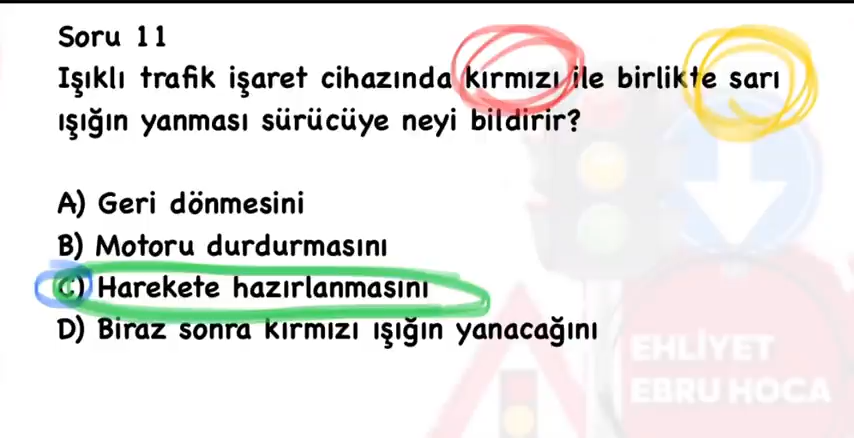 Soru 11
Işıklı trafik işaret cihazında kırmızı ile birlikte sarı
ışığın yanması sürücüye neyi bildirir?
A) Geri dönmesini
B) Motoru durdurmasını
C) Harekete hazırlanmasını
D) Biraz sonra kırmızı ışığın yanacağını
EHLİYET
EBRU HOCA